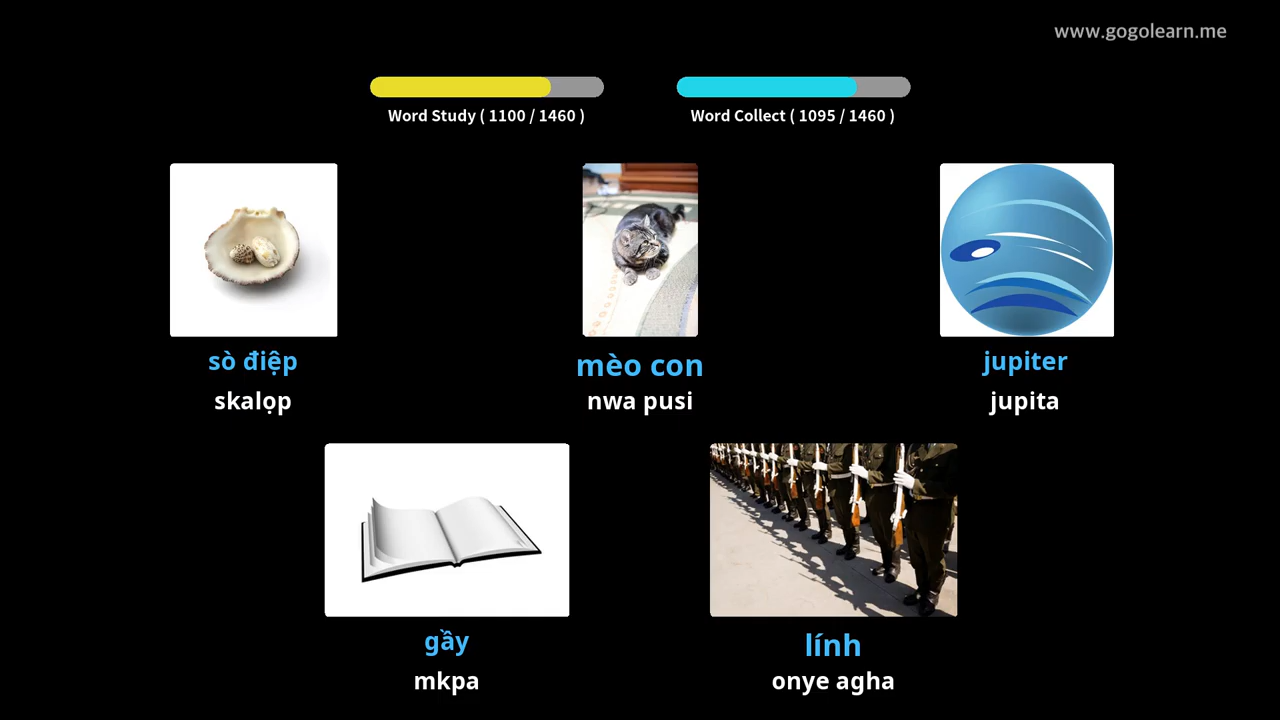 www.gogolearn.me
Word Study ( 1100 / 1460 )
Word Collect ( 1095 / 1460 )
sò điệp
skalọp
mèo con
nwa pusi
jupiter
jupita
gầy
mkpa
lính
onye agha